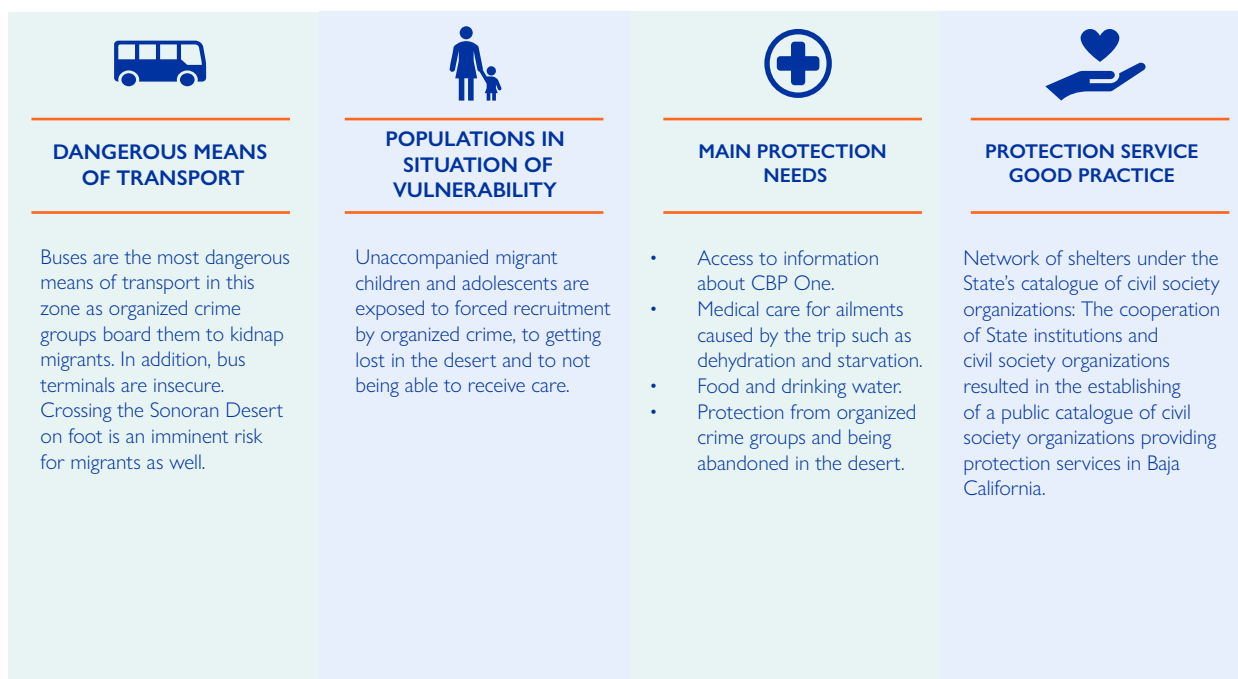 DANGEROUS MEANS
OF TRANSPORT
Buses are the most dangerous
means of transport in this
zone as organized crime
groups board them to kidnap
migrants. In addition, bus
terminals are insecure.
Crossing the Sonoran Desert
on foot is an imminent risk
for migrants as well.
POPULATIONS IN
SITUATION OF
VULNERABILITY
Unaccompanied migrant
children and adolescents are
exposed to forced recruitment
by organized crime, to getting
lost in the desert and to not
being able to receive care.
MAIN PROTECTION
NEEDS
• Access to information
about CBP One.
• Medical care for ailments
caused by the trip such as
dehydration and starvation.
• Food and drinking water.
• Protection from organized
crime groups and being
abandoned in the desert.
PROTECTION SERVICE
GOOD PRACTICE
Network of shelters under the
State's catalogue of civil society
organizations: The cooperation
of State institutions and
civil society organizations
resulted in the establishing
of a public catalogue of civil
society organizations providing
protection services in Baja
California.